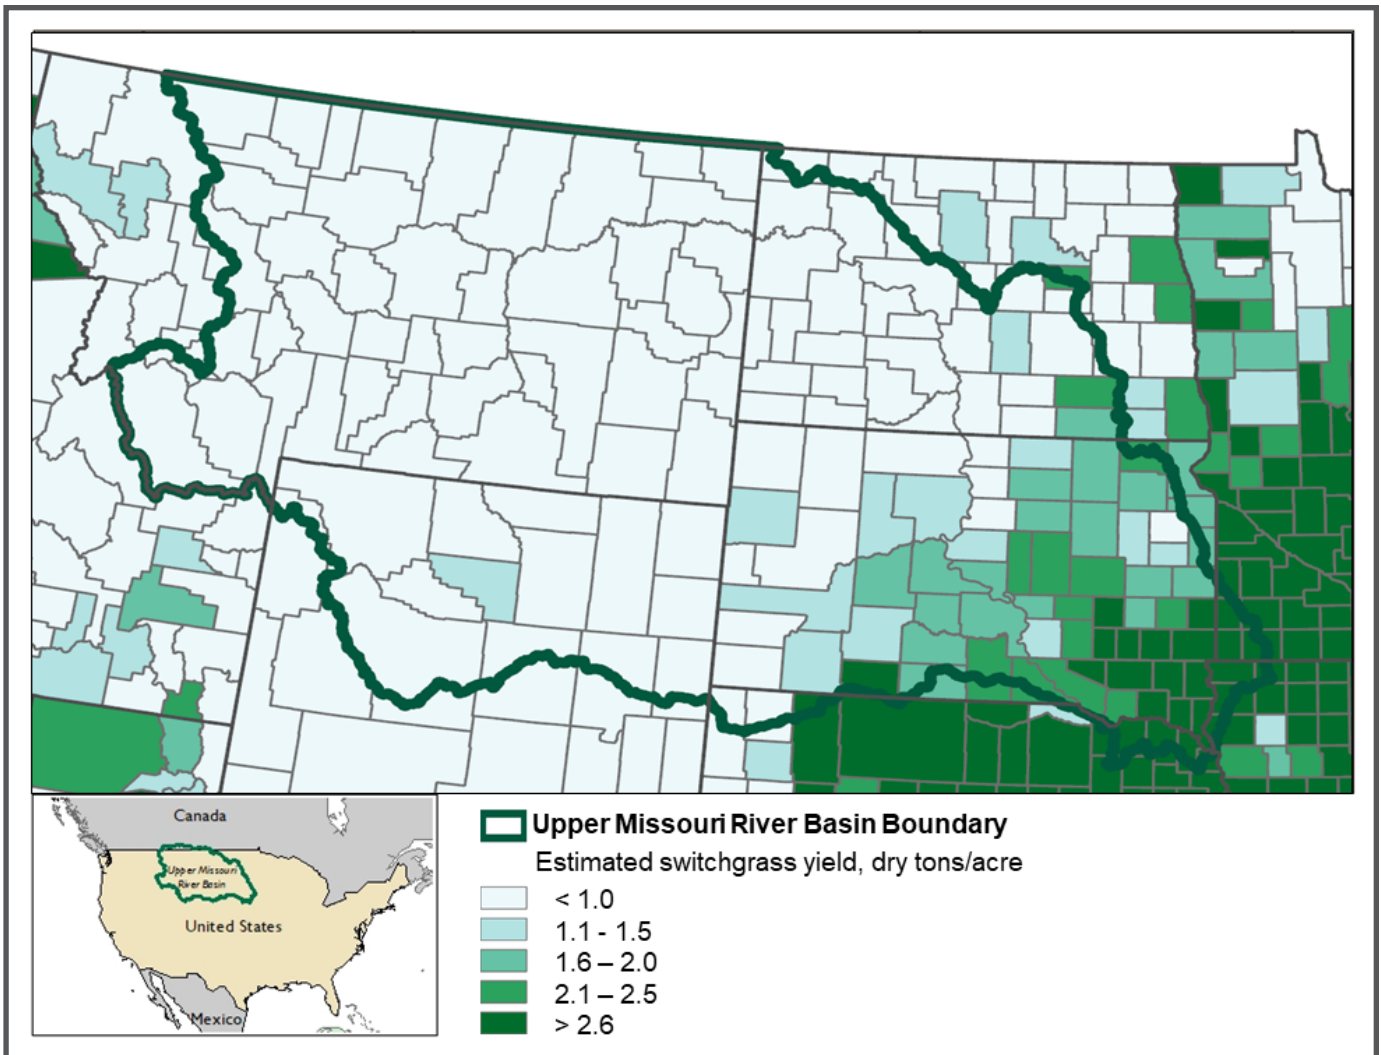 Canada
Upper Missouri
River Basin
United States
Mexico
Upper Missouri River Basin Boundary
Estimated switchgrass yield, dry tons/acre
< 1.0
1.1 - 1.5
1.6 – 2.0
2.1 – 2.5
> 2.6